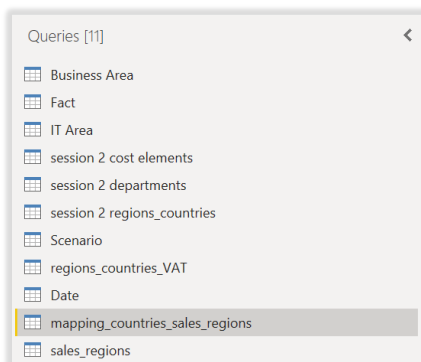 Queries [11]
Business Area
Fact
IT Area
session 2 cost elements
session 2 departments
session 2 regions_countries
Scenario
regions_countries_VAT
Date
mapping_countries_sales_regions
sales_regions